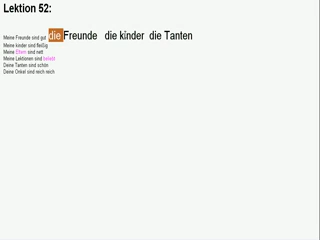 Lektion 52:
Meine Freunde sind gut die Freunde die kinder die Tanten
Meine kinder sind fleißig
Meine Eltern sind nett
Meine Lektionen sind beliebt
Deine Tanten sind schön
Deine Onkel sind reich reich